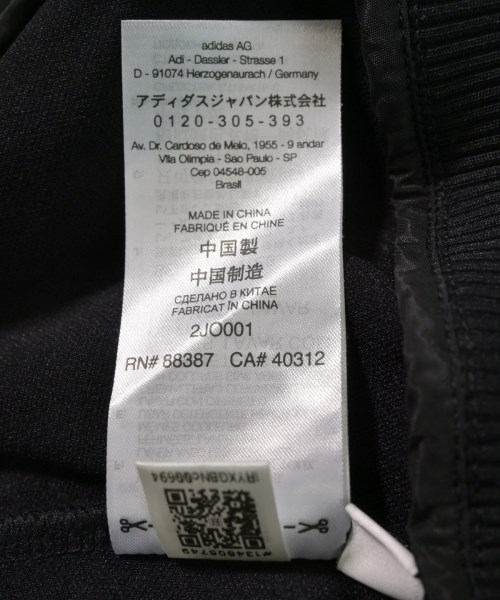 adidas AG
Adi - Dassler - Strasse 1
D - 91074 Herzogenaurach / Germany
アディダスジャパン株式会社
0120-305-393
Av. Dr. Cardoso de Melo, 1955 - 9 andar
Vila Olimpia - Sao Paulo - SP
Cep 04548-005
Brasil
MADE IN CHINA
FABRIQUÉ EN CHINE
中国製
中国制造
СДЕЛАНО В КИТАЕ
FABRICAT ÎN CHINA
2JO001
RN# 88387 CA# 40312
#1348085749